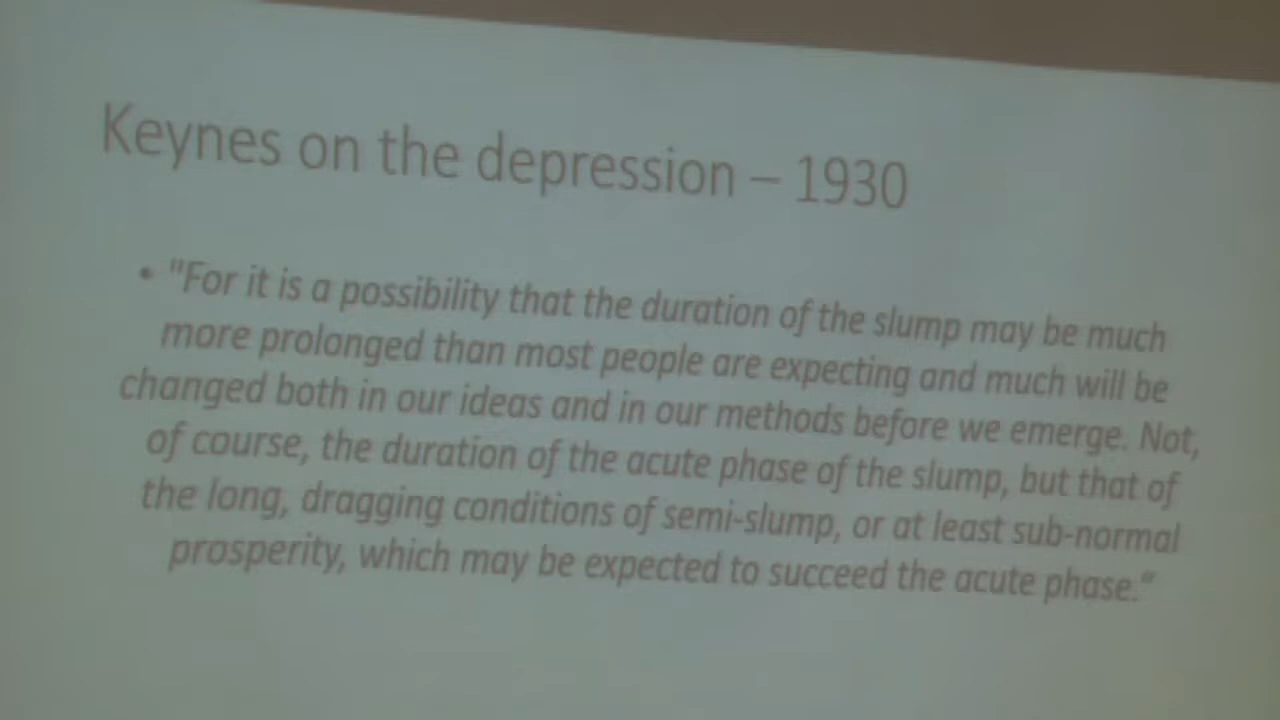 Keynes on the depression – 1930
• "For it is a possibility that the duration of the slump may be much
more prolonged than most people are expecting and much will be
changed both in our ideas and in our methods before we emerge. Not,
of course, the duration of the acute phase of the slump, but that of
the long, dragging conditions of semi-slump, or at least sub-normal
prosperity, which may be expected to succeed the acute phase."